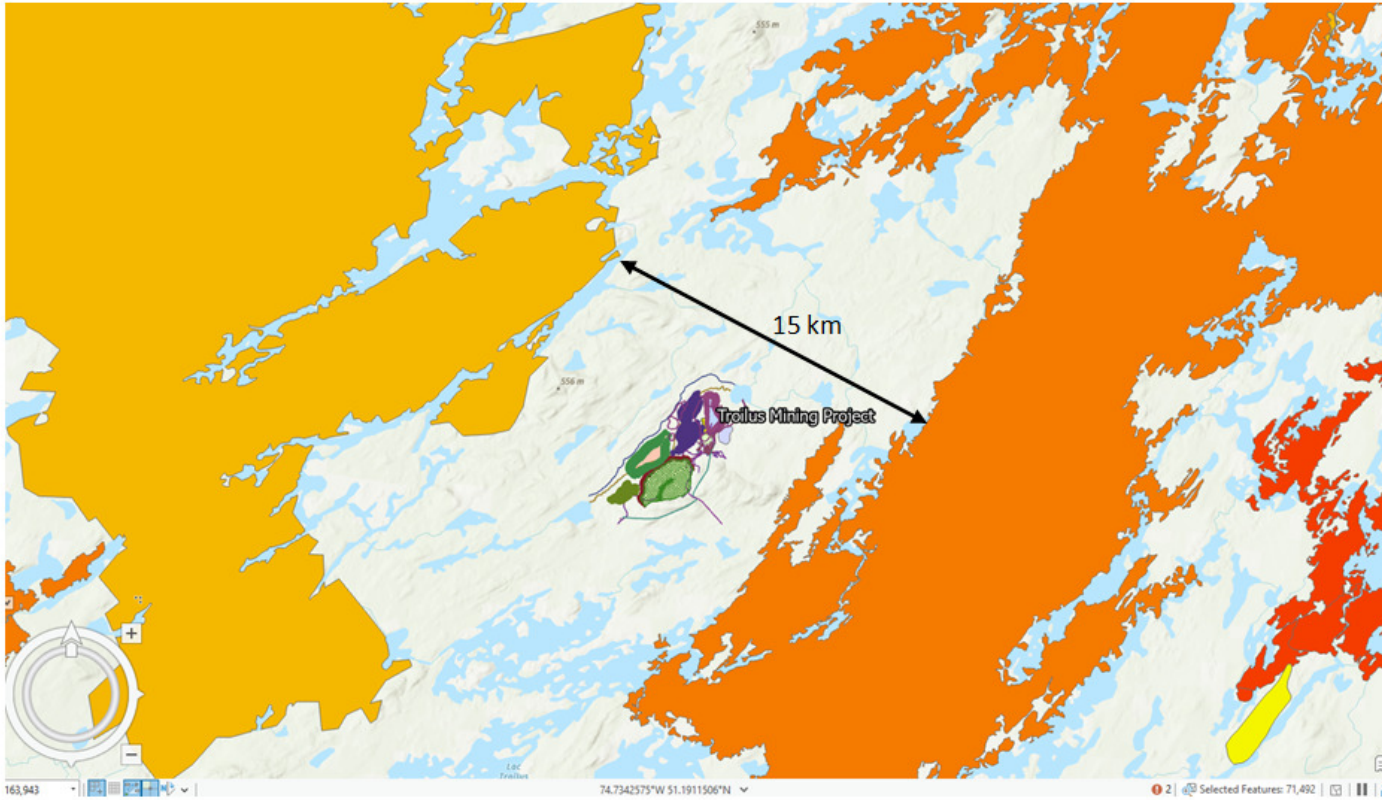 555 m
15 km
556 m
Troilus Mining Project
+
−
Lac
Troilus
163,943
74.7342575°W 51.1911506°N
2
Selected Features: 71,492